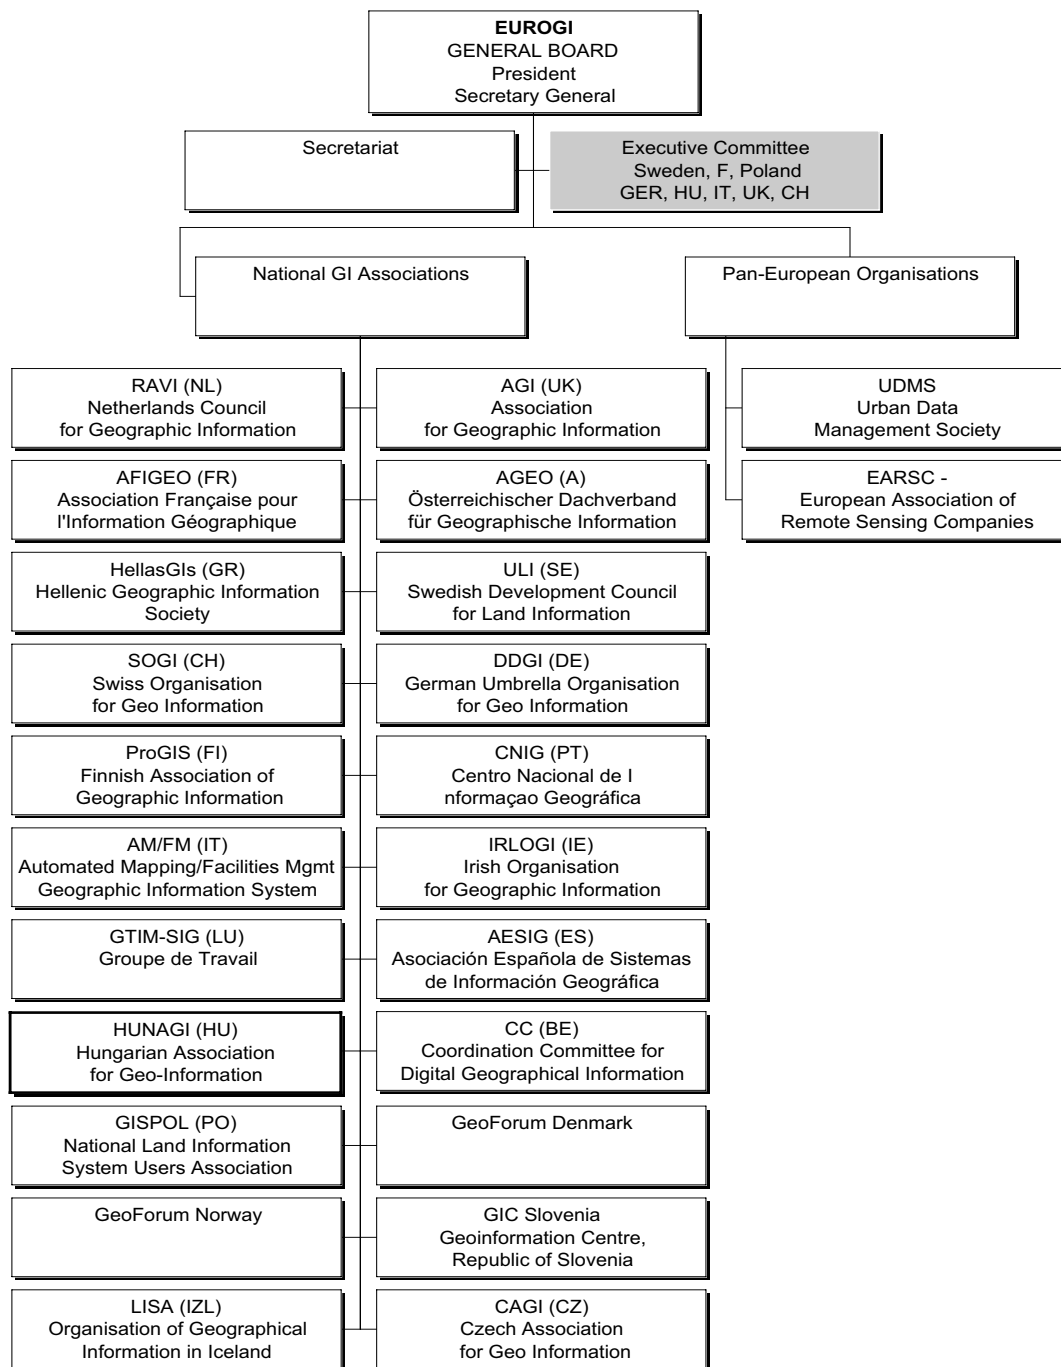 EUROGI
GENERAL BOARD
President
Secretary General
Secretariat
Executive Committee
Sweden, F, Poland
GER, HU, IT, UK, CH
National GI Associations
Pan-European Organisations
RAVI (NL)
Netherlands Council
for Geographic Information
AGI (UK)
Association
for Geographic Information
UDMS
Urban Data
Management Society
AFIGEO (FR)
Association Française pour
l'Information Géographique
AGEO (A)
Österreichischer Dachverband
für Geographische Information
EARSC -
European Association of
Remote Sensing Companies
HellasGIs (GR)
Hellenic Geographic Information
Society
ULI (SE)
Swedish Development Council
for Land Information
SOGI (CH)
Swiss Organisation
for Geo Information
DDGI (DE)
German Umbrella Organisation
for Geo Information
ProGIS (FI)
Finnish Association of
Geographic Information
CNIG (PT)
Centro Nacional de I
nformaçao Geográfica
AM/FM (IT)
Automated Mapping/Facilities Mgmt
Geographic Information System
IRLOGI (IE)
Irish Organisation
for Geographic Information
GTIM-SIG (LU)
Groupe de Travail
AESIG (ES)
Asociación Española de Sistemas
de Información Geográfica
HUNAGI (HU)
Hungarian Association
for Geo-Information
CC (BE)
Coordination Committee for
Digital Geographical Information
GISPOL (PO)
National Land Information
System Users Association
GeoForum Denmark
GeoForum Norway
GIC Slovenia
Geoinformation Centre,
Republic of Slovenia
LISA (IZL)
Organisation of Geographical
Information in Iceland
CAGI (CZ)
Czech Association
for Geo Information